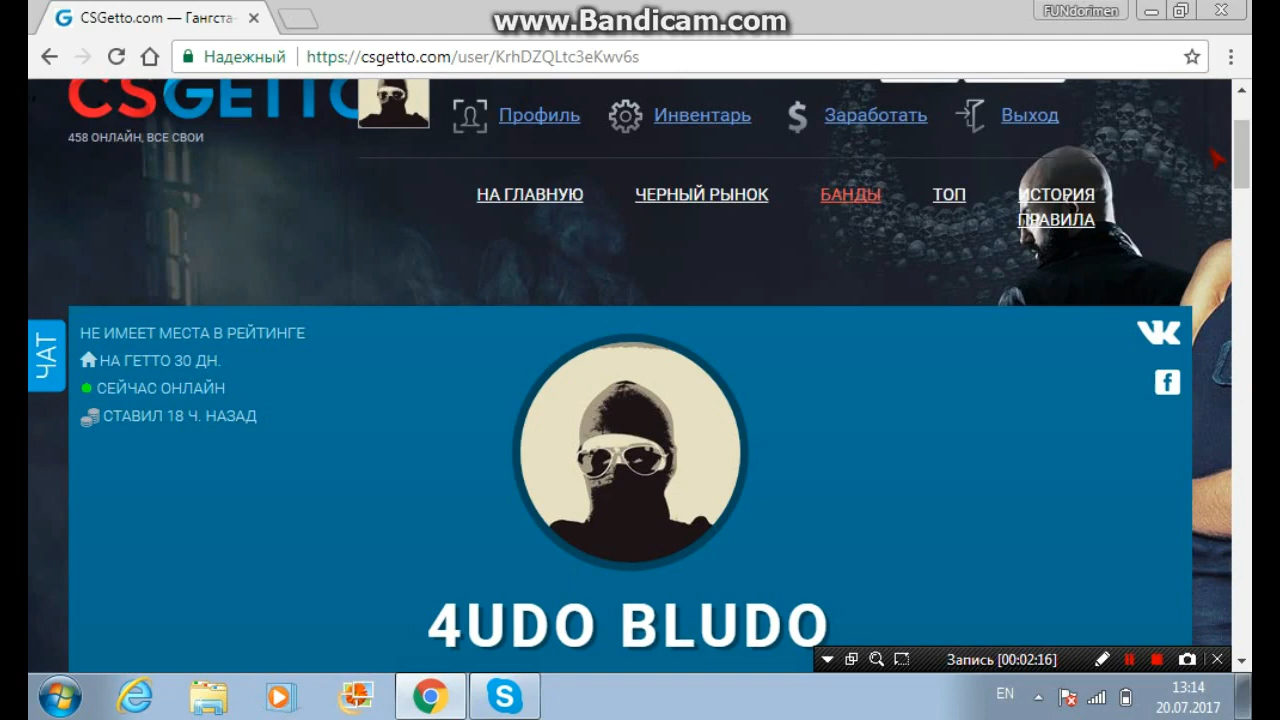 www.Bandicam.com
CSGetto.com — Гангста-
FUNdorimen
Надежный
https://csgetto.com/user/KrhDZQLtc3eKwv6s
CSGETTO
458 ОНЛАЙН, ВСЕ СВОИ
Профиль
Инвентарь
Заработать
Выход
НА ГЛАВНУЮ
ЧЕРНЫЙ РЫНОК
БАНДЫ
ТОП
ИСТОРИЯ
ПРАВИЛА
ЧАТ
НЕ ИМЕЕТ МЕСТА В РЕЙТИНГЕ
НА ГЕТТО 30 ДН.
СЕЙЧАС ОНЛАЙН
СТАВИЛ 18 Ч. НАЗАД
4UDO BLUDO
Запись [00:02:16]
EN
13:14
20.07.2017